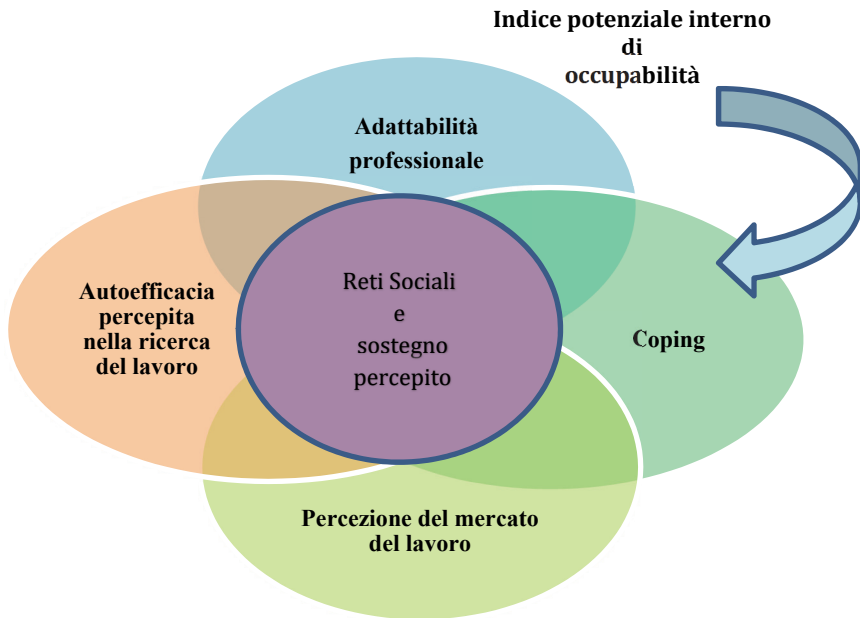 Indice potenziale interno
di
occupabilità
Adattabilità
professionale
Autoefficacia
percepita
nella ricerca
del lavoro
Reti Sociali
e
sostegno
percepito
Coping
Percezione del mercato
del lavoro